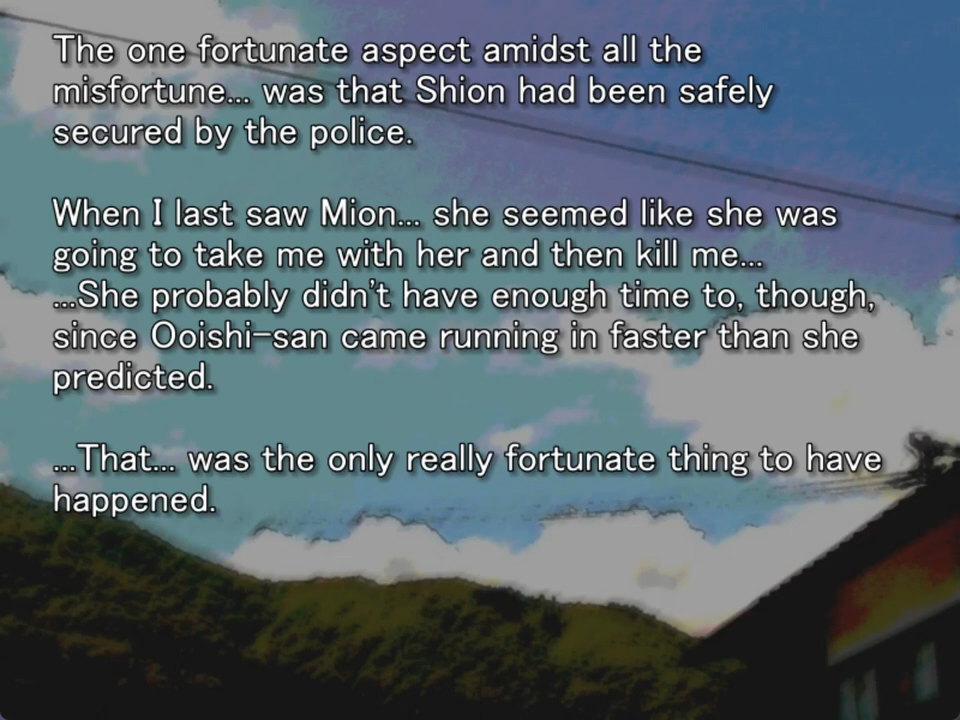 The one fortunate aspect amidst all the
misfortune... was that Shion had been safely
secured by the police.
When I last saw Mion... she seemed like she was
going to take me with her and then kill me...
...She probably didn't have enough time to, though,
since Ooishi-san came running in faster than she
predicted.
...That... was the only really fortunate thing to have
happened.